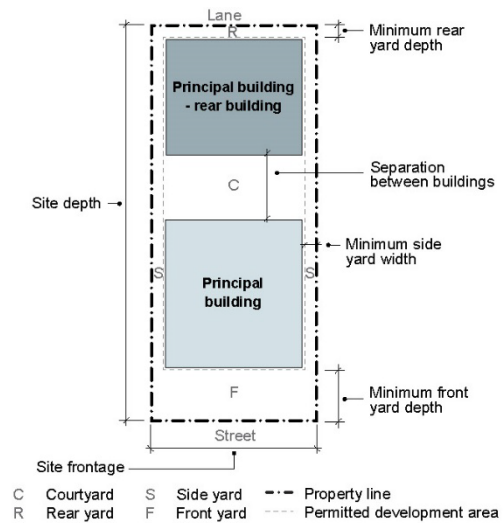 Lane
R
Minimum rear
yard depth
Principal building
- rear building
Separation
between buildings
C
Site depth
Minimum side
yard width
S
S
Principal
building
F
Minimum front
yard depth
Street
Site frontage
C Courtyard S Side yard Property line
R Rear yard F Front yard Permitted development area